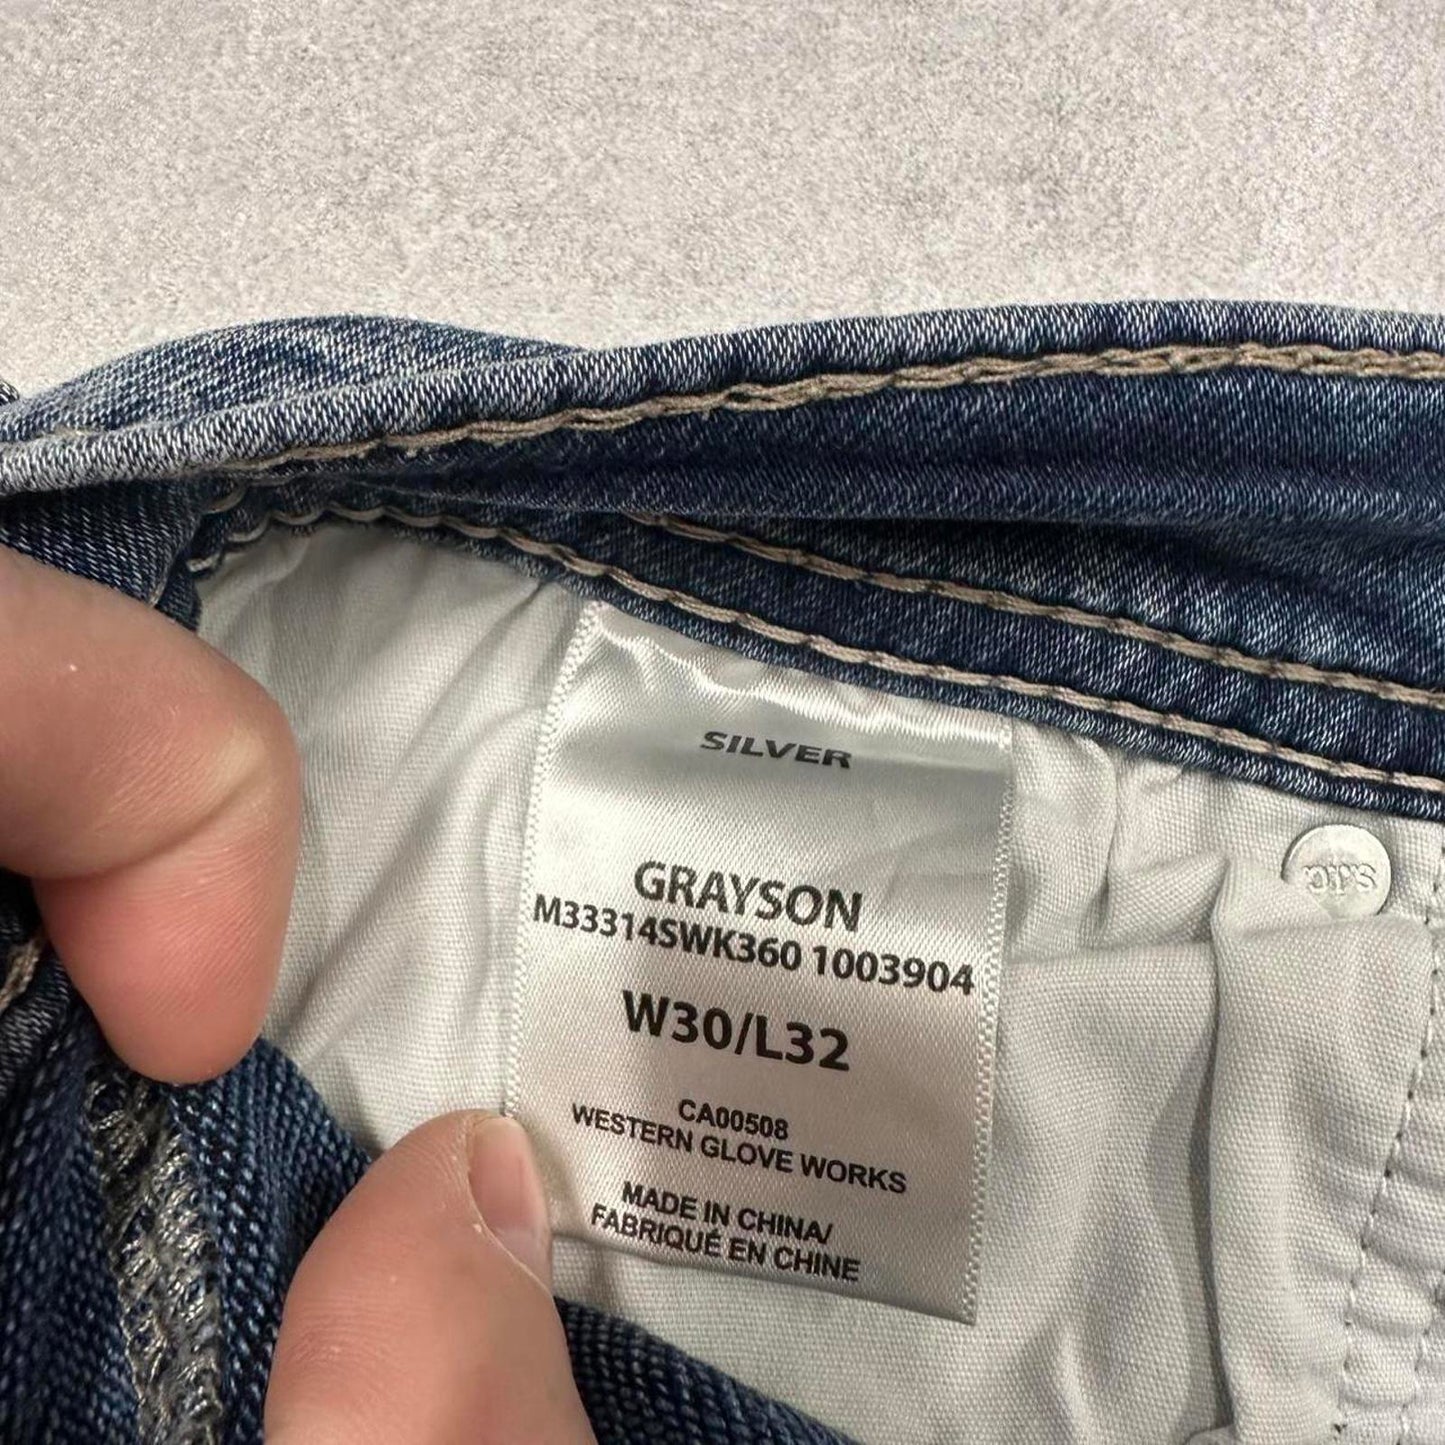 SILVER
GRAYSON
M33314SWK360 1003904
W30/L32
CA00508
WESTERN GLOVE WORKS
MADE IN CHINA/
FABRIQUÉ EN CHINE